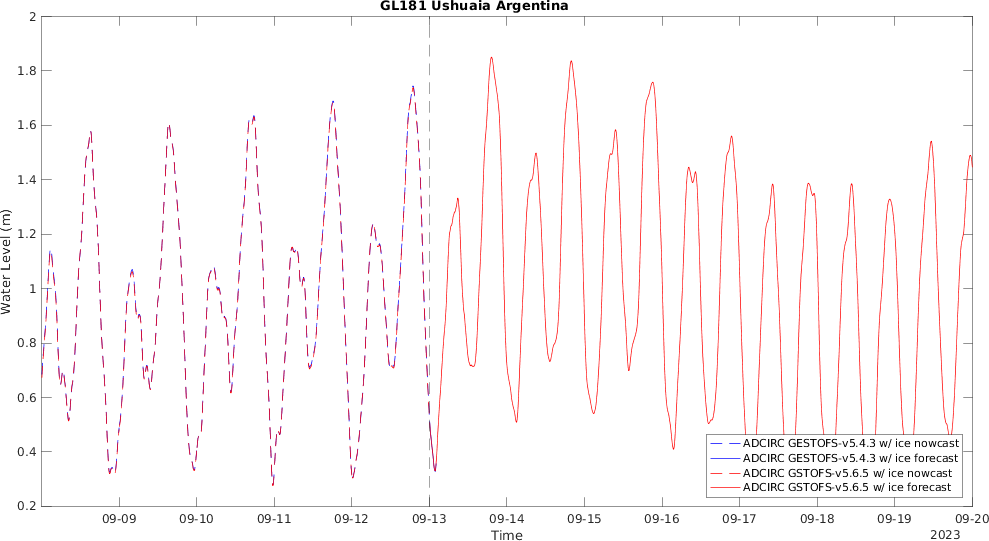 GL181 Ushuaia Argentina
2
1.8
1.6
1.4
1.2
1
0.8
0.6
0.4
0.2
Water Level (m)
ADCIRC GESTOFS-v5.4.3 w/ ice nowcast
ADCIRC GESTOFS-v5.4.3 w/ ice forecast
ADCIRC GSTOFS-v5.6.5 w/ ice nowcast
ADCIRC GSTOFS-v5.6.5 w/ ice forecast
09-09 09-10 09-11 09-12 09-13 09-14 09-15 09-16 09-17 09-18 09-19 09-20
Time
2023